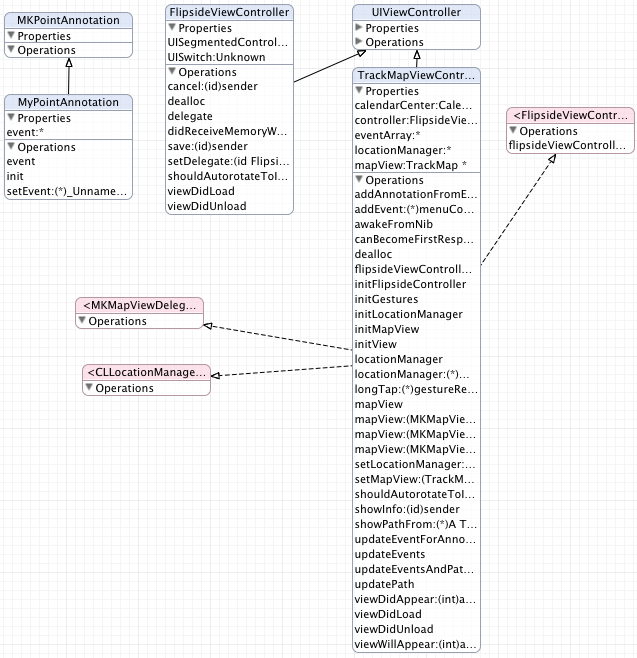 MKPointAnnotation
Properties
Operations
MyPointAnnotation
Properties
event:*
Operations
event
init
setEvent:(*)_Unname...
FlipsideViewController
Properties
UISegmentedControl...
UISwitch:Unknown
Operations
cancel:(id)sender
dealloc
delegate
didReceiveMemoryW...
save:(id)sender
setDelegate:(id Flipsi...
shouldAutorotateToI...
viewDidLoad
viewDidUnload
UIViewController
Properties
Operations
TrackMapViewContr...
Properties
calendarCenter:Cale...
controller:FlipsideVie...
eventArray:*
locationManager:*
mapView:TrackMap *
Operations
addAnnotationFromE...
addEvent:(*)menuCo...
awakeFromNib
canBecomeFirstResp...
dealloc
flipsideViewControll...
initFlipsideController
initGestures
initLocationManager
initMapView
initView
locationManager
locationManager:(*)...
longTap:(*)gestureRe...
mapView
mapView:(MKMapVie...
mapView:(MKMapVie...
mapView:(MKMapVie...
setLocationManager:...
setMapView:(TrackM...
shouldAutorotateToI...
showInfo:(id)sender
showPathFrom:(*)A T...
updateEventForAnno...
updateEvents
updateEventsAndPat...
updatePath
viewDidAppear:(int)a...
viewDidLoad
viewDidUnload
viewWillAppear:(int)a...
<FlipsideViewContr...
Operations
flipsideViewControll...
<MKMapViewDeleg...
Operations
<CLLocationManage...
Operations